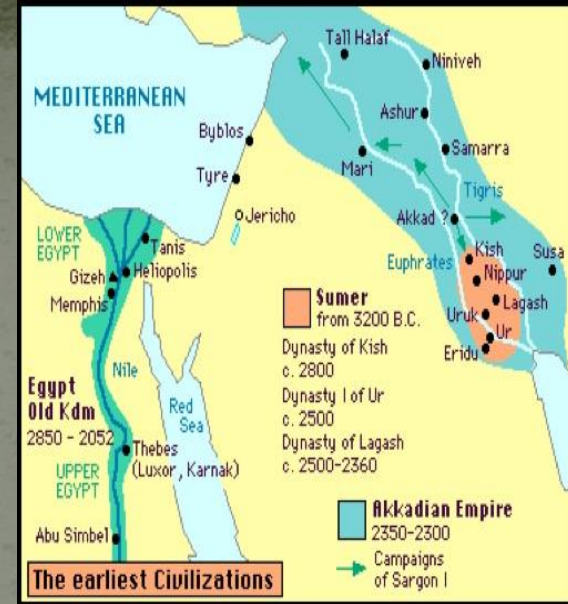 Tall Halaf
Niniveh
MEDITERRANEAN
SEA
Ashur
Byblos
Samarra
Mari
Tyre
Tigris
Jericho
Akkad ?
LOWER
EGYPT
Tanis
Kish
Susa
Gizeh
Heliopolis
Euphrates
Nippur
Memphis
Lagash
Sumer
from 3200 B.C.
Uruk
Ur
Eridu
Dynasty of Kish
c. 2800
Dynasty I of Ur
c. 2500
Dynasty of Lagash
c. 2500-2360
Nile
Egypt
Old Kdm
2850 - 2052
Red
Sea
Thebes
(Luxor, Karnak)
UPPER
EGYPT
Akkadian Empire
2350-2300
Abu Simbel
Campaigns
of Sargon I
The earliest Civilizations